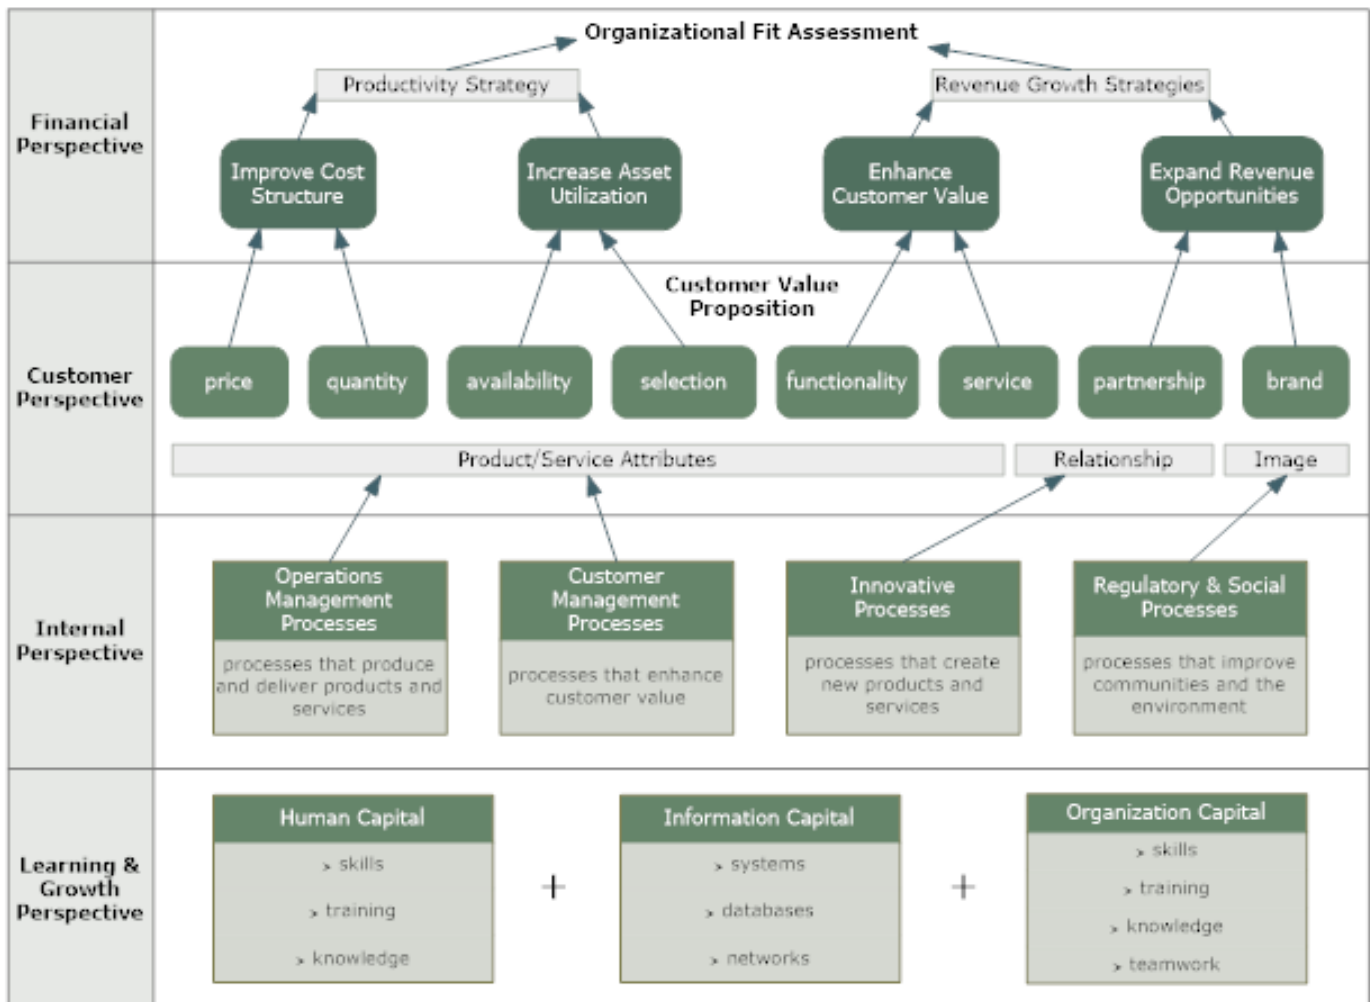 Organizational Fit Assessment
Productivity Strategy
Revenue Growth Strategies
Financial
Perspective
Improve Cost
Structure
Increase Asset
Utilization
Enhance
Customer Value
Expand Revenue
Opportunities
Customer Value
Proposition
Customer
Perspective
price
quantity
availability
selection
functionality
service
partnership
brand
Product/Service Attributes
Relationship
Image
Internal
Perspective
Operations
Management
Processes
processes that produce
and deliver products and
services
Customer
Management
Processes
processes that enhance
customer value
Innovative
Processes
processes that create
new products and
services
Regulatory & Social
Processes
processes that improve
communities and the
environment
Learning &
Growth
Perspective
Human Capital
> skills
> training
> knowledge
+
Information Capital
> systems
> databases
> networks
+
Organization Capital
> skills
> training
> knowledge
> teamwork